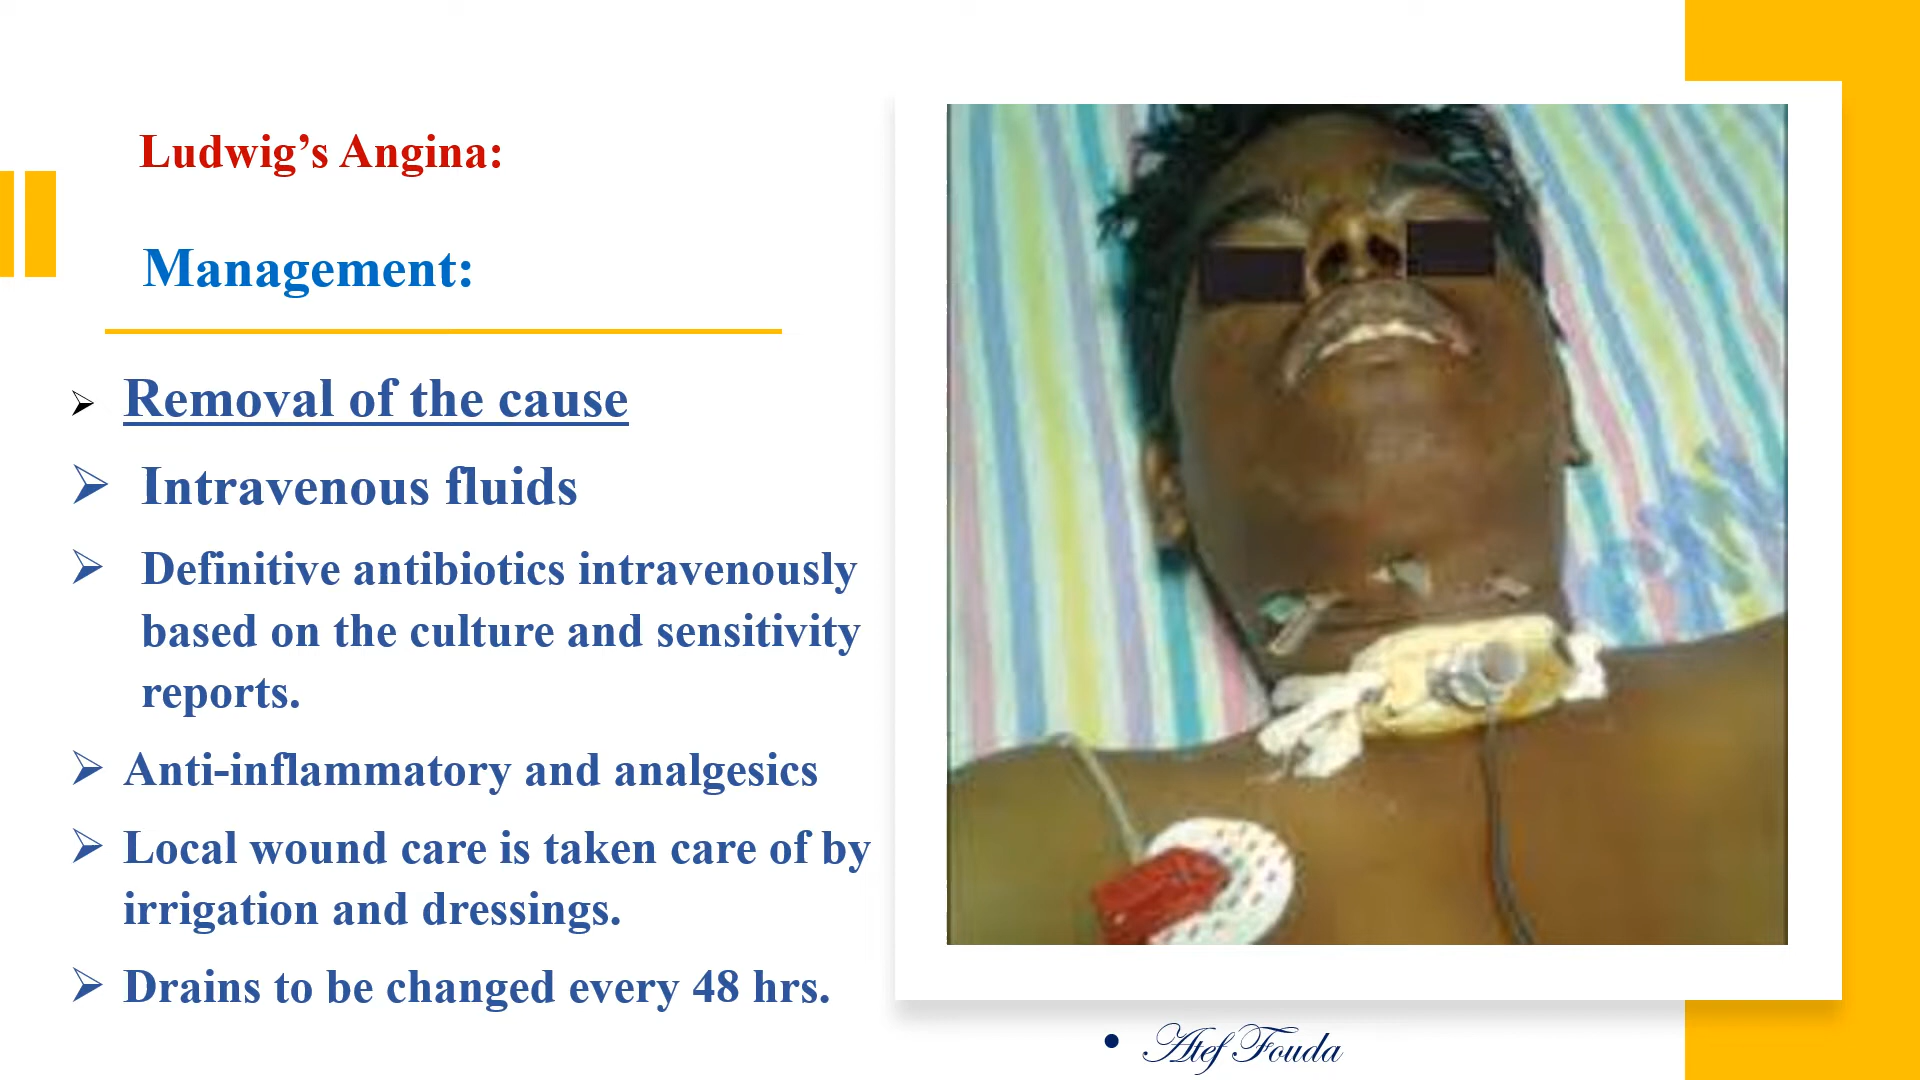 Ludwig’s Angina:
Management:
➢ Removal of the cause
➢ Intravenous fluids
➢ Definitive antibiotics intravenously
based on the culture and sensitivity
reports.
➢ Anti-inflammatory and analgesics
➢ Local wound care is taken care of by
irrigation and dressings.
➢ Drains to be changed every 48 hrs.
• Atef Fouda